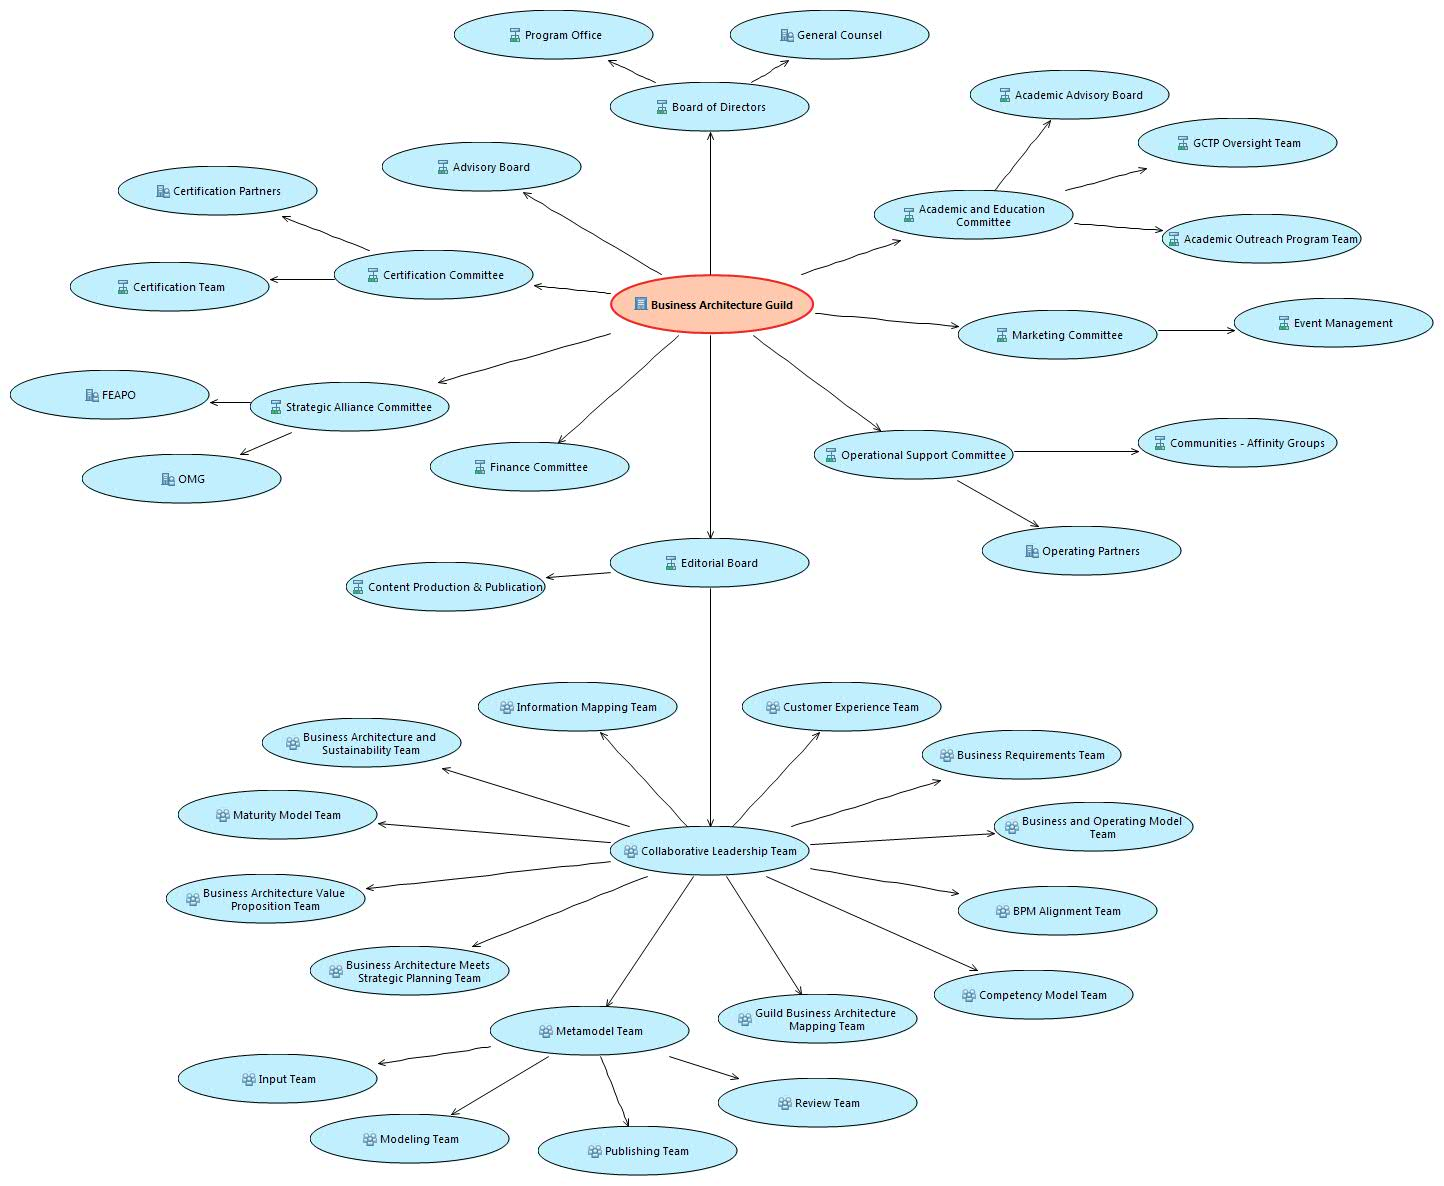 Program Office
General Counsel
Board of Directors
Academic Advisory Board
GCTP Oversight Team
Advisory Board
Certification Partners
Academic and Education
Committee
Academic Outreach Program Team
Certification Committee
Certification Team
Business Architecture Guild
Event Management
Marketing Committee
FEAPO
Strategic Alliance Committee
Communities - Affinity Groups
Operational Support Committee
Finance Committee
OMG
Operating Partners
Editorial Board
Content Production & Publication
Information Mapping Team
Customer Experience Team
Business Architecture and
Sustainability Team
Business Requirements Team
Maturity Model Team
Business and Operating Model
Team
Collaborative Leadership Team
Business Architecture Value
Proposition Team
BPM Alignment Team
Business Architecture Meets
Strategic Planning Team
Competency Model Team
Guild Business Architecture
Mapping Team
Metamodel Team
Input Team
Review Team
Modeling Team
Publishing Team